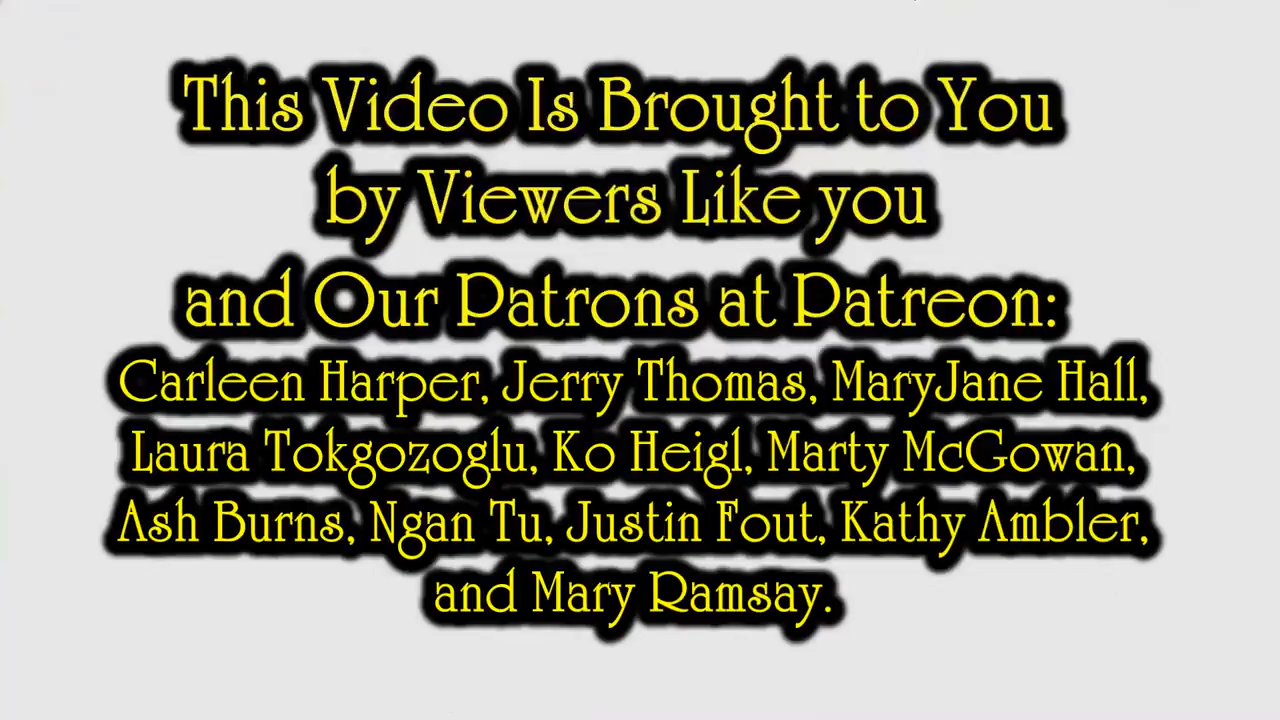 This Video Is Brought to You
by Viewers Like you
and Our Patrons at Patreon:
Carleen Harper, Jerry Thomas, MaryJane Hall,
Laura Tokgozoglu, Ko Heigl, Marty McGowan,
Ash Burns, Ngan Tu, Justin Fout, Kathy Ambler,
and Mary Ramsay.